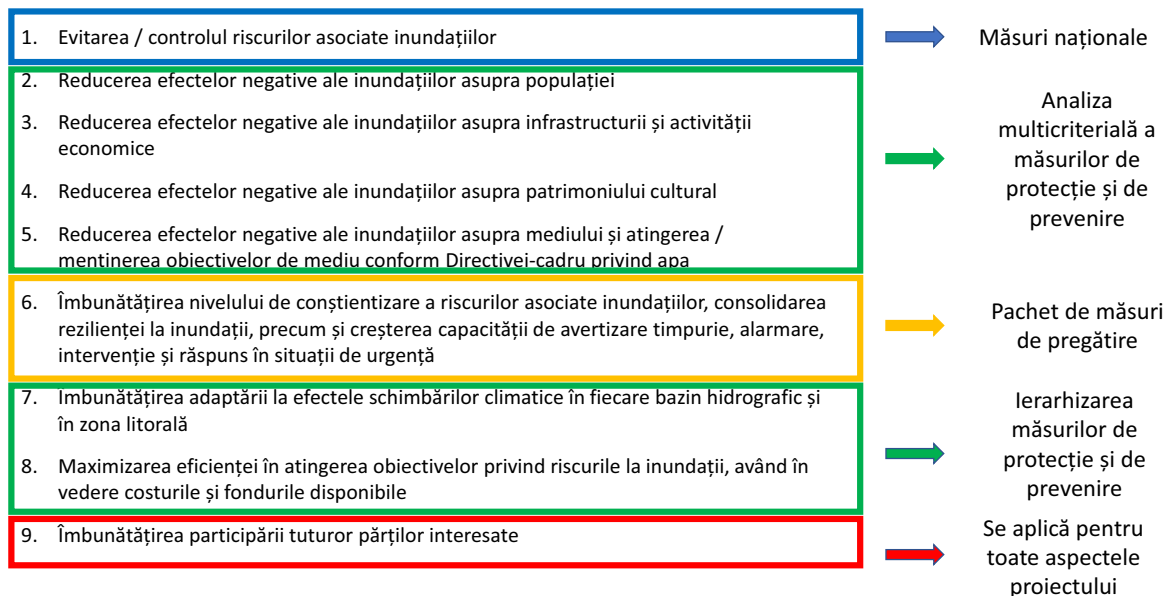 1. Evitarea / controlul riscurilor asociate inundațiilor
Măsuri naționale
2. Reducerea efectelor negative ale inundațiilor asupra populației
3. Reducerea efectelor negative ale inundațiilor asupra infrastructurii și activității
economice
4. Reducerea efectelor negative ale inundațiilor asupra patrimoniului cultural
5. Reducerea efectelor negative ale inundațiilor asupra mediului și atingerea /
mentinerea obiectivelor de mediu conform Directivei-cadru privind apa
Analiza
multicriterială a
măsurilor de
protecție și de
prevenire
6. Îmbunătățirea nivelului de conștientizare a riscurilor asociate inundațiilor, consolidarea
rezilienței la inundații, precum și creșterea capacității de avertizare timpurie, alarmare,
intervenție și răspuns în situații de urgență
Pachet de măsuri
de pregătire
7. Imbunătățirea adaptării la efectele schimbărilor climatice în fiecare bazin hidrografic și
în zona litorală
8. Maximizarea eficienței în atingerea obiectivelor privind riscurile la inundații, având în
vedere costurile și fondurile disponibile
Ierarhizarea
măsurilor de
protecție și de
prevenire
9. Îmbunătățirea participării tuturor părților interesate
Se aplică pentru
toate aspectele
proiectului